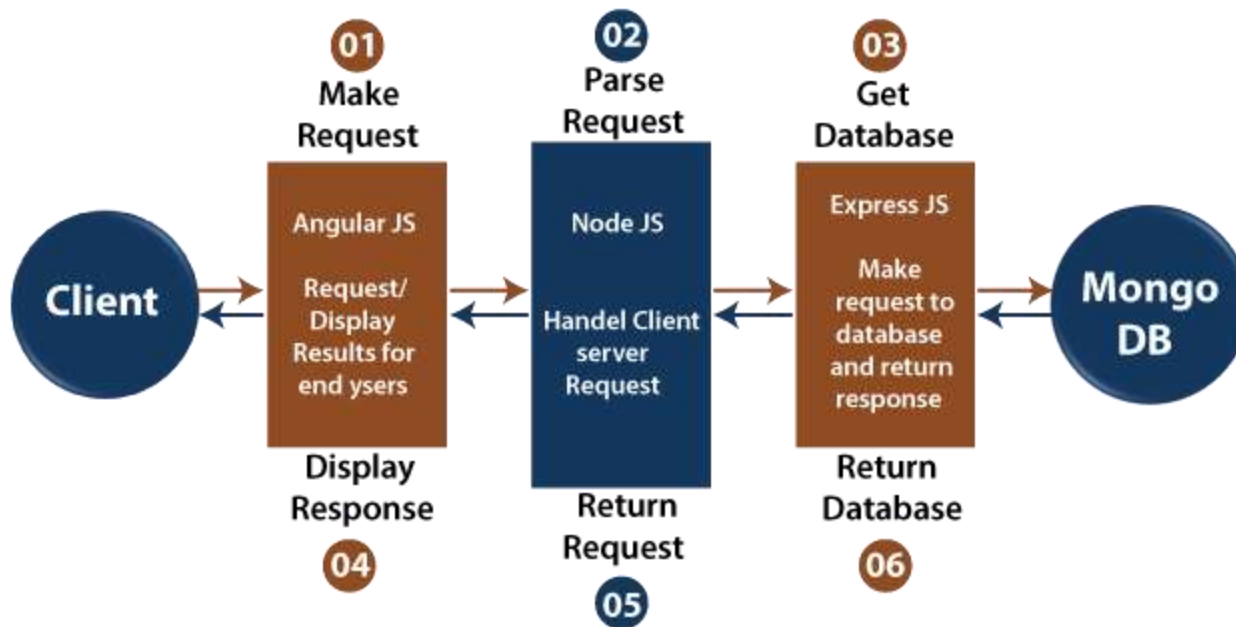 01
Make
Request
02
Parse
Request
03
Get
Database
Client
Angular JS
Request/
Display
Results for
end ysers
Node JS
Handel Client
server
Request
Express JS
Make
request to
database
and return
response
Mongo
DB
Display
Response
04
Return
Request
05
Return
Database
06